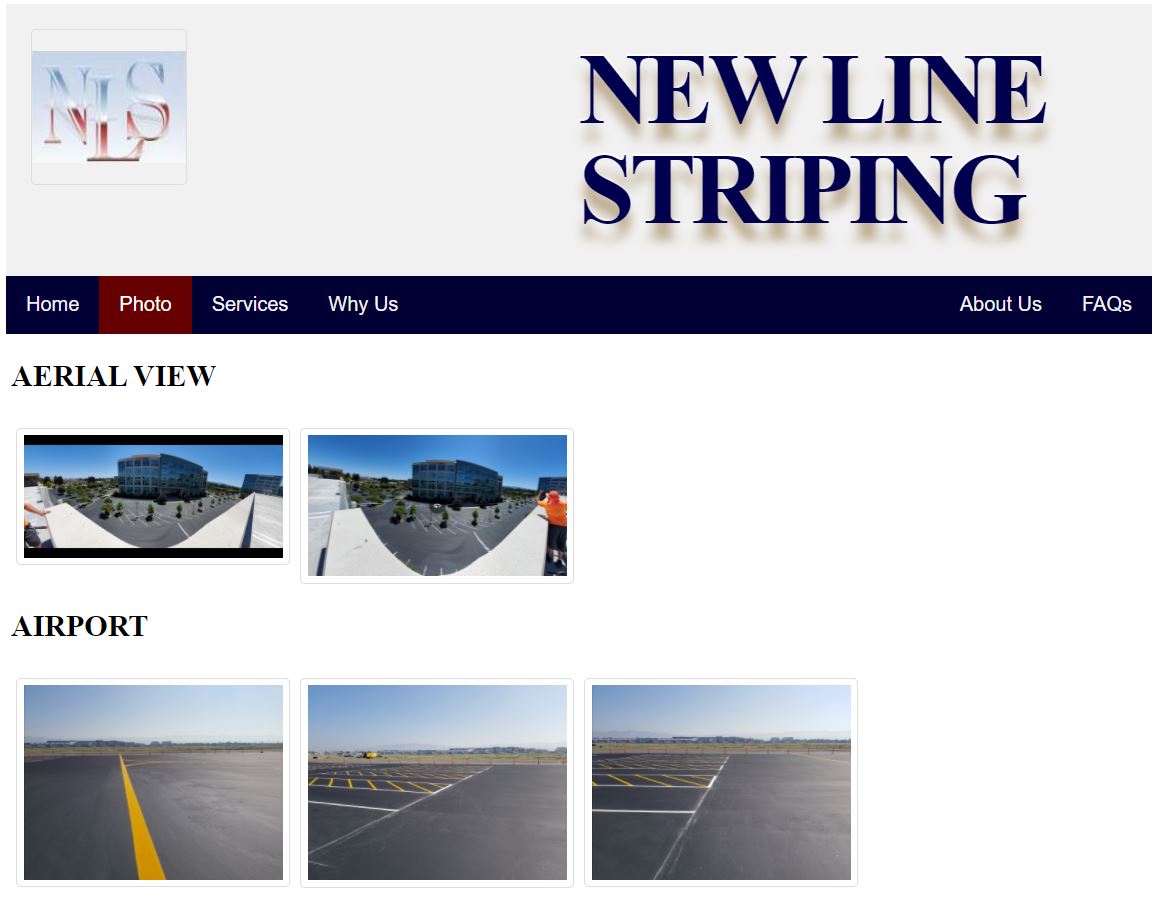 NLS
NEW LINE
STRIPING
Home Photo Services Why Us About Us FAQs
AERIAL VIEW
AIRPORT